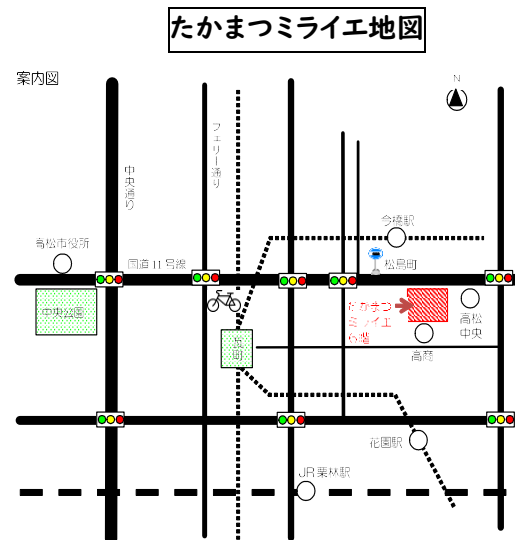 たかまつミライエ地図
案内図
N
フェリー通り
中央通り
今橋駅
高松市役所
国道11号線
松島町
中央公園
たかまつ
ミライエ
6階
高松
中央
瓦町
高商
花園駅
JR栗林駅